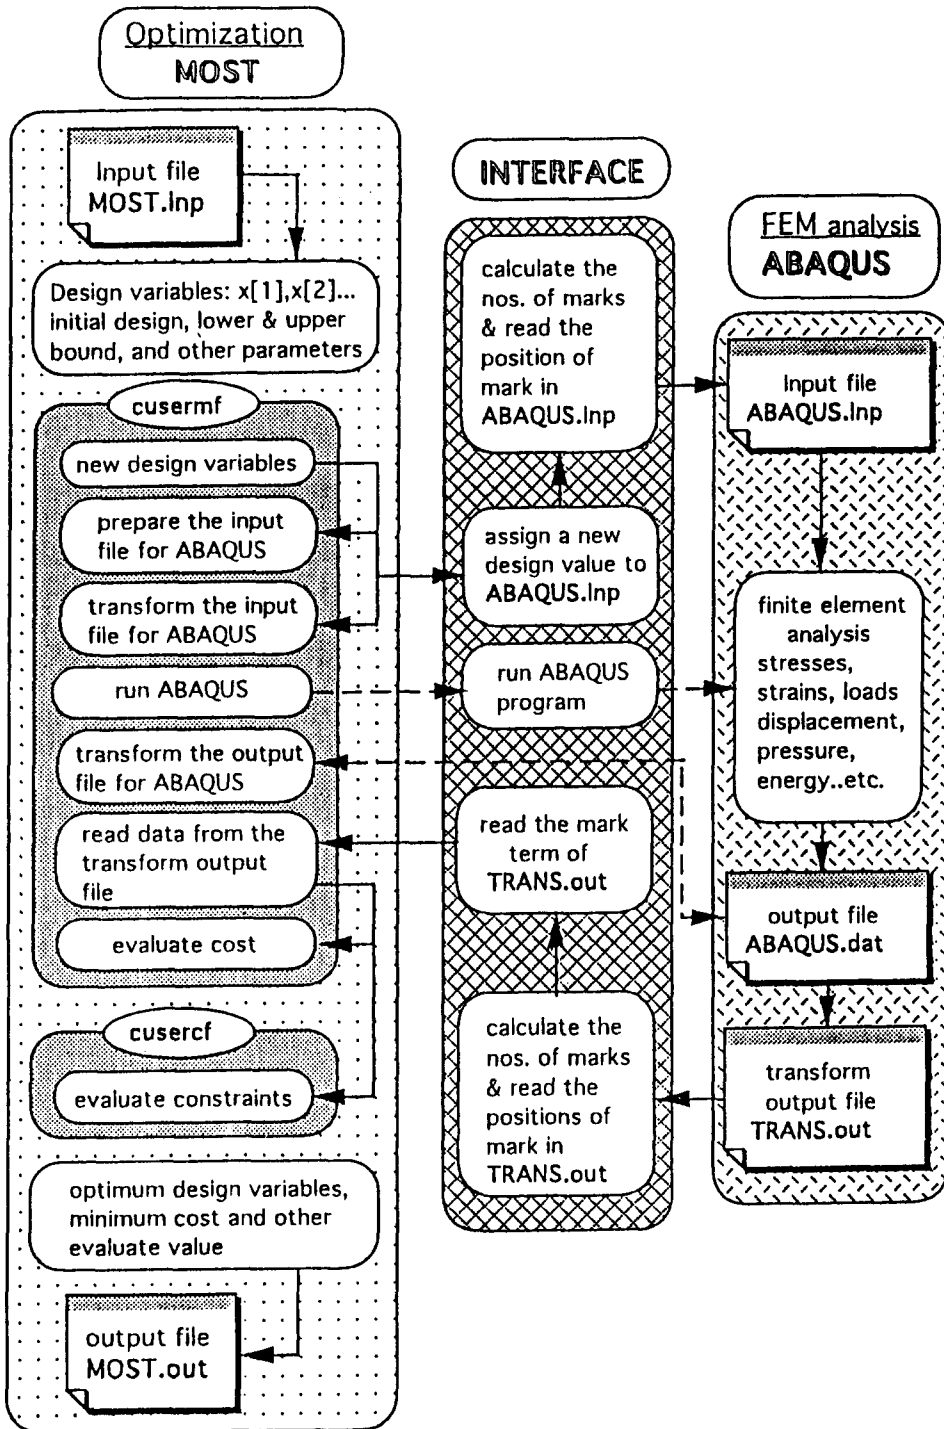 Optimization
MOST
Input file
MOST.Inp
Design variables: x[1],x[2]...
initial design, lower & upper
bound, and other parameters
cusermf
new design variables
prepare the input
file for ABAQUS
transform the input
file for ABAQUS
run ABAQUS
transform the output
file for ABAQUS
read data from the
transform output
file
evaluate cost
cusercf
evaluate constraints
optimum design variables,
minimum cost and other
evaluate value
output file
MOST.out
INTERFACE
calculate the
nos. of marks
& read the
position of
mark in
ABAQUS.Inp
assign a new
design value to
ABAQUS.Inp
run ABAQUS
program
read the mark
term of
TRANS.out
calculate the
nos. of marks
& read the
positions of
mark in
TRANS.out
FEM analysis
ABAQUS
Input file
ABAQUS.Inp
finite element
analysis
stresses,
strains, loads
displacement,
pressure,
energy..etc.
output file
ABAQUS.dat
transform
output file
TRANS.out